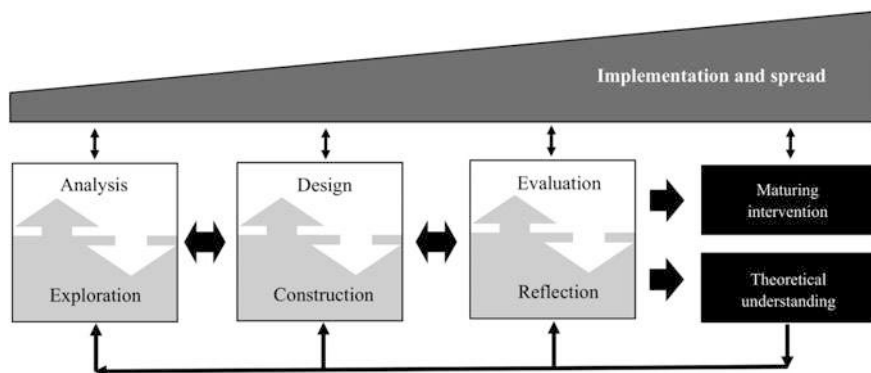 Implementation and spread
Analysis
Exploration
Design
Construction
Evaluation
Reflection
Maturing
intervention
Theoretical
understanding